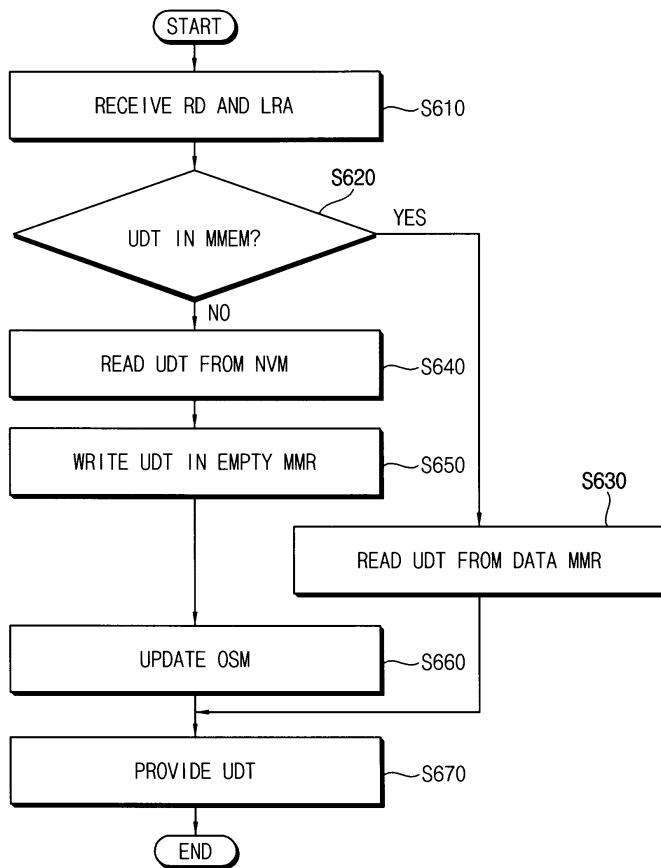 START
RECEIVE RD AND LRA
S610
S620
UDT IN MMEM?
YES
NO
READ UDT FROM NVM
S640
WRITE UDT IN EMPTY MMR
S650
S630
READ UDT FROM DATA MMR
UPDATE OSM
S660
PROVIDE UDT
S670
END